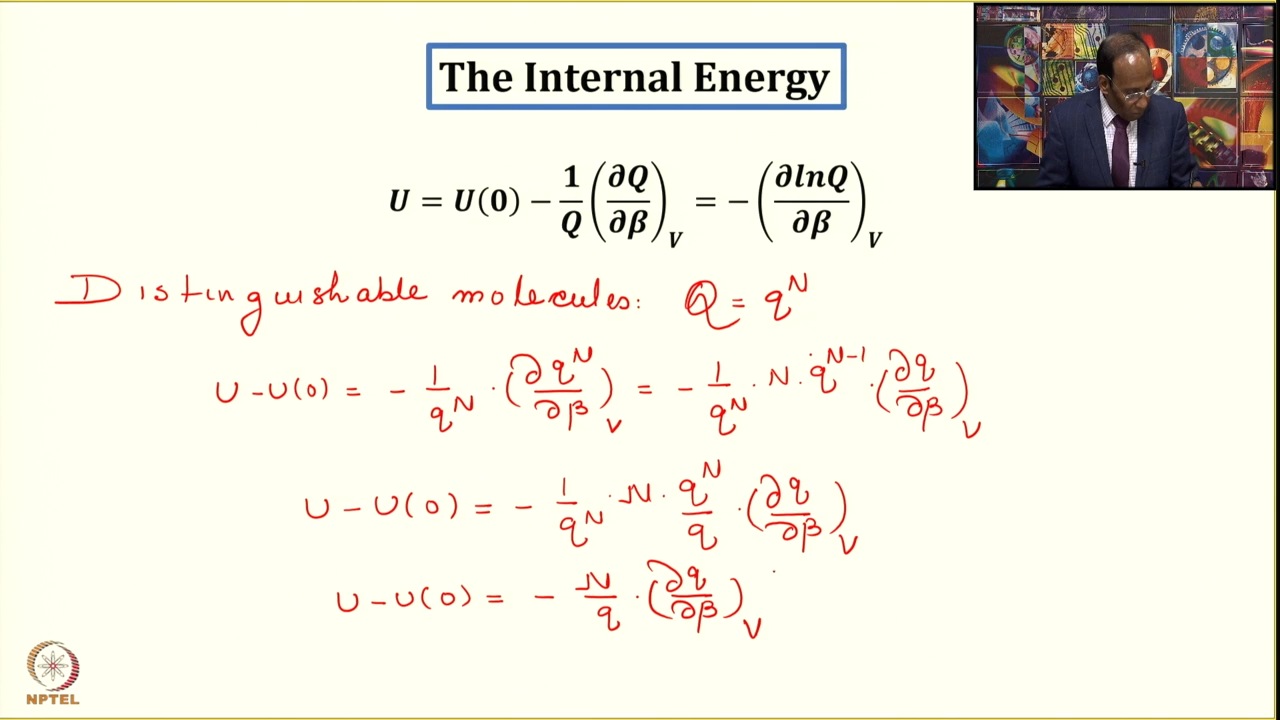 The Internal Energy
U = U(0) − 1/Q (∂Q/∂β)_V = −(∂lnQ/∂β)_V
Distinguishable molecules: Q = q^N
U − U(0) = − 1/q^N · (∂q^N/∂β)_V = − 1/q^N · N · q^(N−1) · (∂q/∂β)_V
U − U(0) = − 1/q^N · N · q^N/q · (∂q/∂β)_V
U − U(0) = − N/q · (∂q/∂β)_V
NPTEL